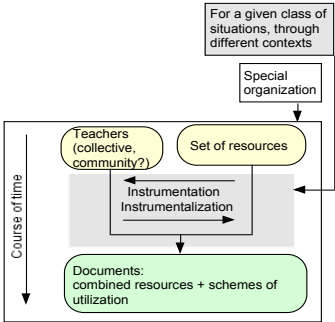 For a given class of
situations, through
different contexts
Special
organization
Teachers
(collective,
community?)
Set of resources
Instrumentation
Instrumentalization
Course of time
Documents:
combined resources + schemes of
utilization